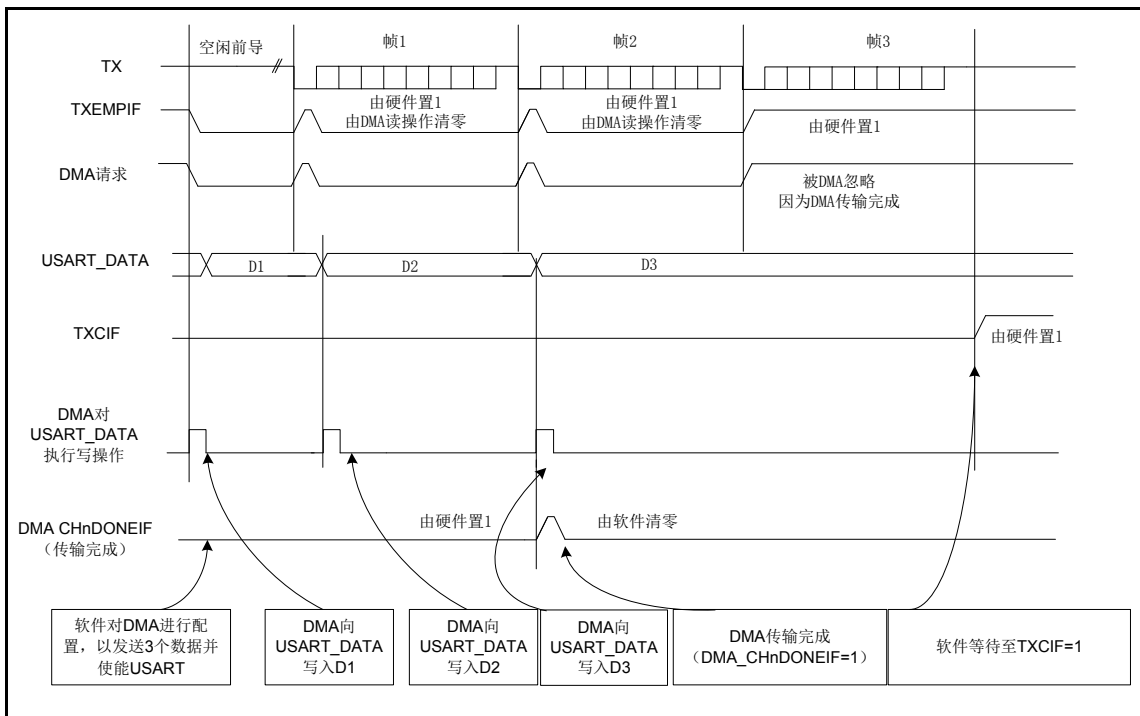 空闲前导
帧1
帧2
帧3
TX
TXEMPIF
由硬件置1
由DMA读操作清零
由硬件置1
由DMA读操作清零
由硬件置1
DMA请求
被DMA忽略
因为DMA传输完成
USART_DATA
D1
D2
D3
TXCIF
由硬件置1
DMA对
USART_DATA
执行写操作
DMA CHnDONEIF
(传输完成)
由硬件置1
由软件清零
软件对DMA进行配
置，以发送3个数据并
使能USART
DMA向
USART_DATA
写入D1
DMA向
USART_DATA
写入D2
DMA向
USART_DATA
写入D3
DMA传输完成
(DMA_CHnDONEIF=1)
软件等待至TXCIF=1